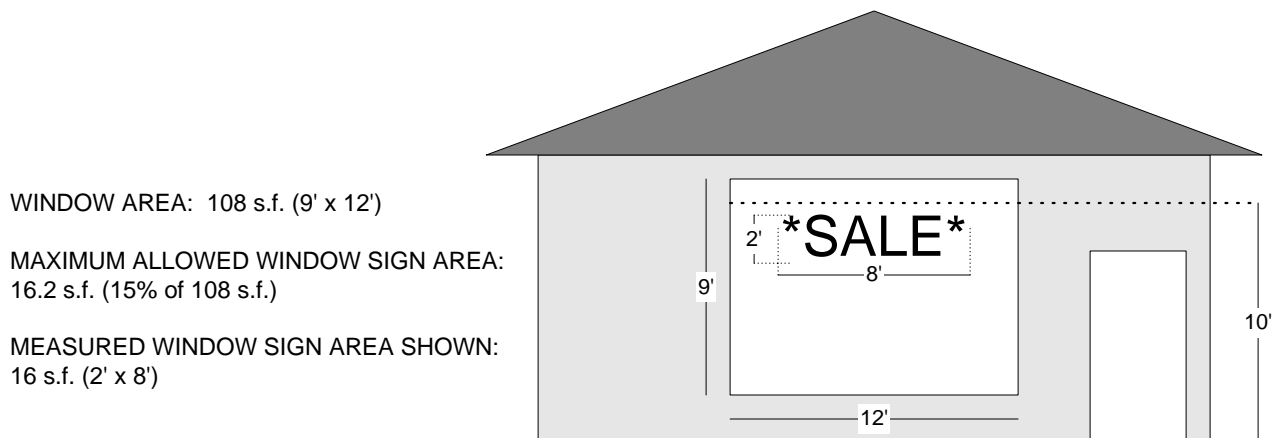 WINDOW AREA:  108 s.f. (9' x 12')
MAXIMUM ALLOWED WINDOW SIGN AREA:
16.2 s.f. (15% of 108 s.f.)
MEASURED WINDOW SIGN AREA SHOWN:
16 s.f. (2' x 8')
*SALE*
2'
8'
9'
12'
10'